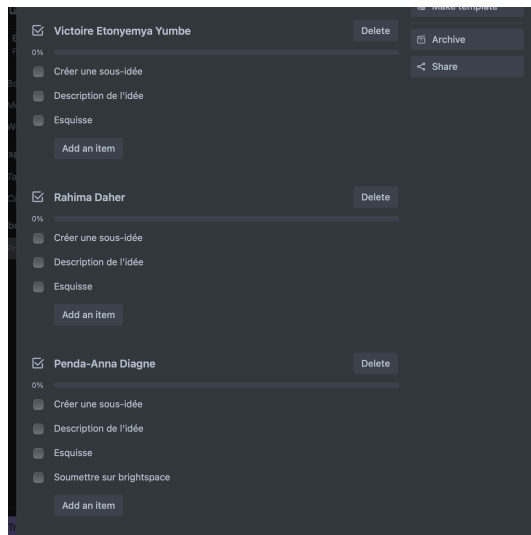 Make template
Victoire Etonyemya Yumbe
Delete
Archive
0%
Share
Créer une sous-idée
Description de l'idée
Esquisse
Add an item
Rahima Daher
Delete
0%
Créer une sous-idée
Description de l'idée
Esquisse
Add an item
Penda-Anna Diagne
Delete
0%
Créer une sous-idée
Description de l'idée
Esquisse
Soumettre sur brightspace
Add an item